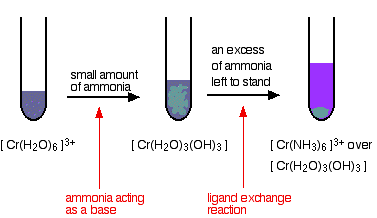 small amount
of ammonia
an excess
of ammonia
left to stand
[ Cr(H2O)6 ]3+
[ Cr(H2O)3(OH)3 ]
[ Cr(NH3)6 ]3+ over
[ Cr(H2O)3(OH)3 ]
ammonia acting
as a base
ligand exchange
reaction